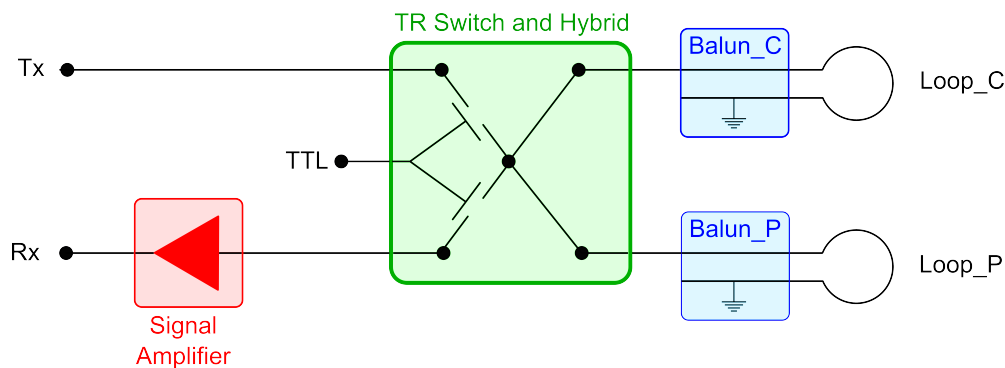 TR Switch and Hybrid
Tx
Balun_C
Loop_C
TTL
Rx
Balun_P
Loop_P
Signal
Amplifier